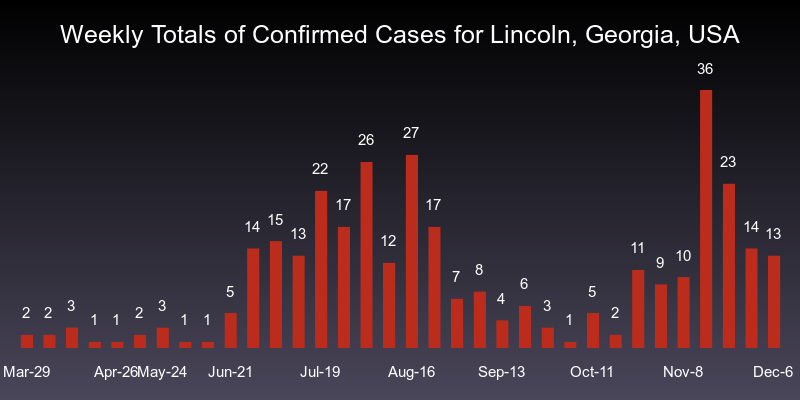 Weekly Totals of Confirmed Cases for Lincoln, Georgia, USA
2 2 3 1 1 2 3 1 1 5 14 15 13 22 17 26 12 27 17 7 8 4 6 3 1 5 2 11 9 10 36 23 14 13
Mar-29 Apr-26 May-24 Jun-21 Jul-19 Aug-16 Sep-13 Oct-11 Nov-8 Dec-6